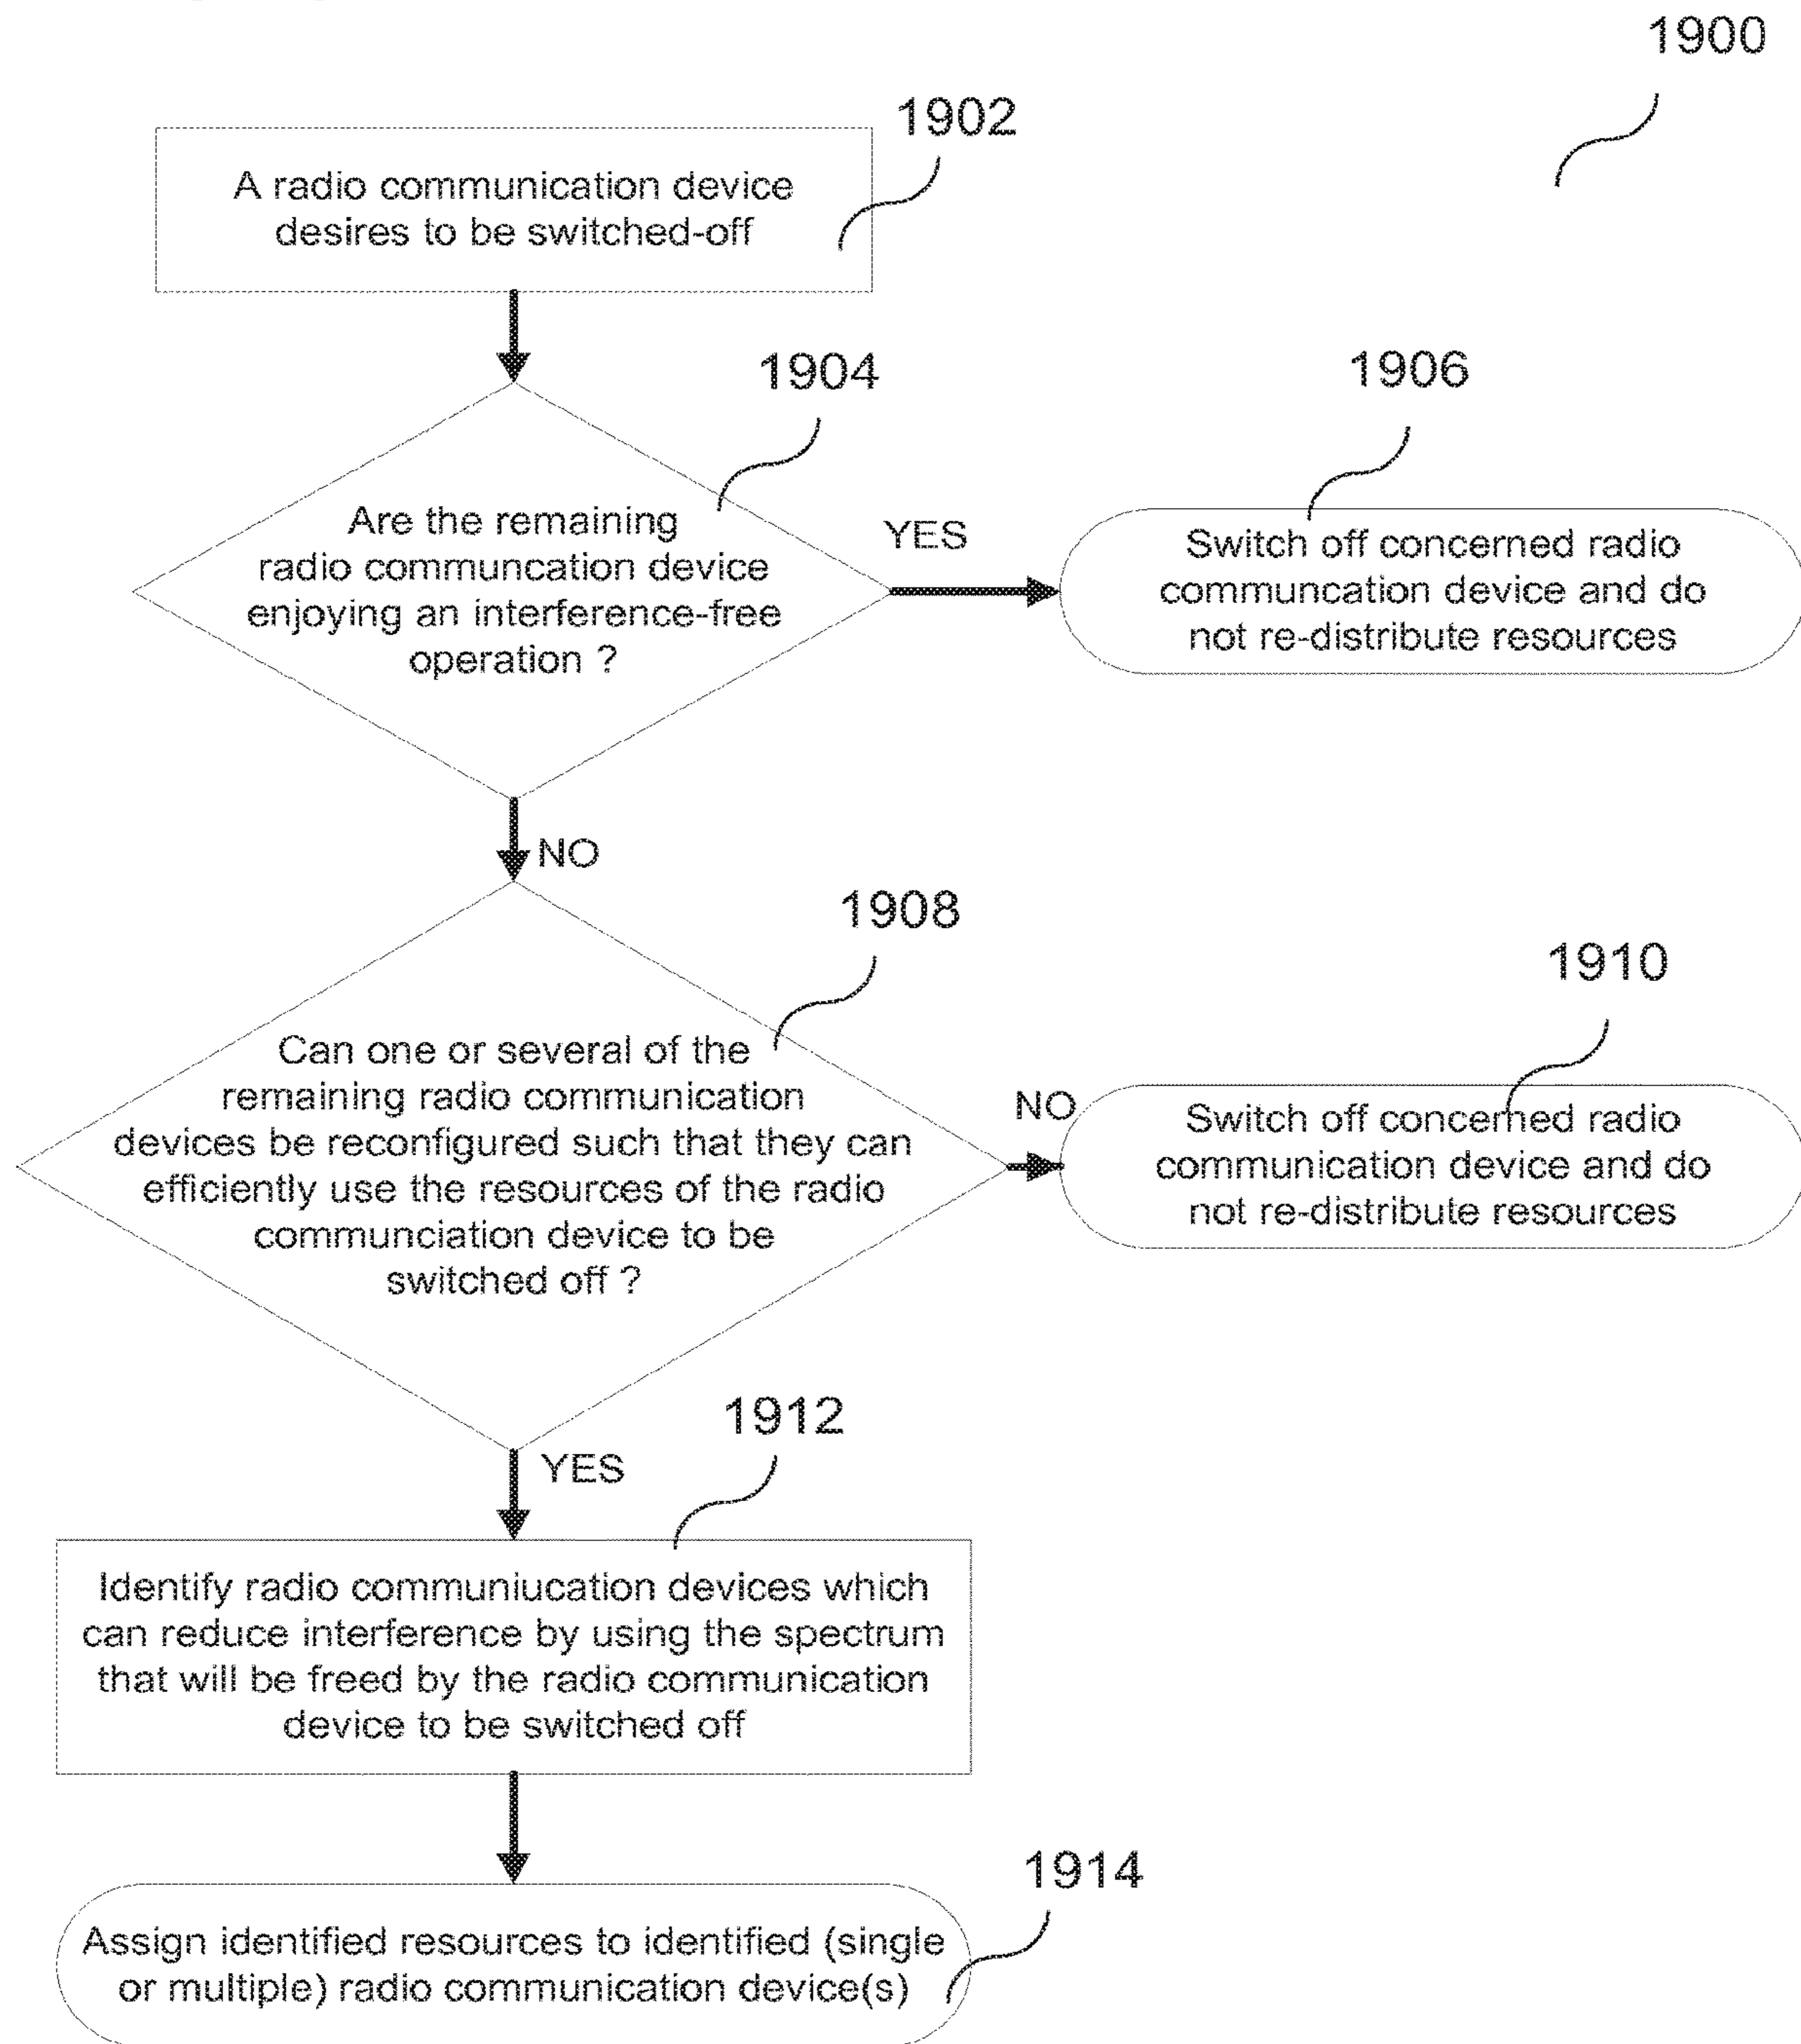 1900
1902
A radio communication device
desires to be switched-off
1904
Are the remaining
radio communcation device
enjoying an interference-free
operation ?
YES
1906
Switch off concerned radio
communcation device and do
not re-distribute resources
NO
1908
Can one or several of the
remaining radio communication
devices be reconfigured such that they can
efficiently use the resources of the radio
communciation device to be
switched off ?
NO
1910
Switch off concerned radio
communication device and do
not re-distribute resources
YES
1912
Identify radio communiucation devices which
can reduce interference by using the spectrum
that will be freed by the radio communication
device to be switched off
1914
Assign identified resources to identified (single
or multiple) radio communication device(s)